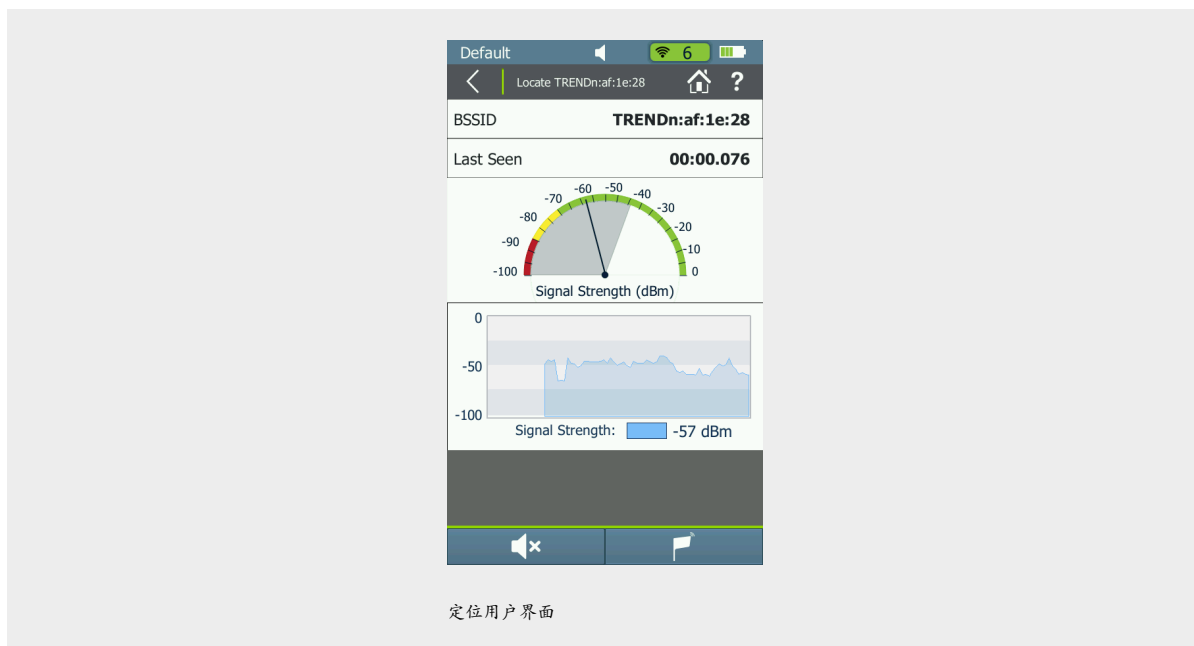 Default 6
Locate TRENDn:af:1e:28 ?
BSSID TRENDn:af:1e:28
Last Seen 00:00.076
-100 -90 -80 -70 -60 -50 -40 -30 -20 -10 0
Signal Strength (dBm)
0
-50
-100
Signal Strength: -57 dBm
定位用户界面